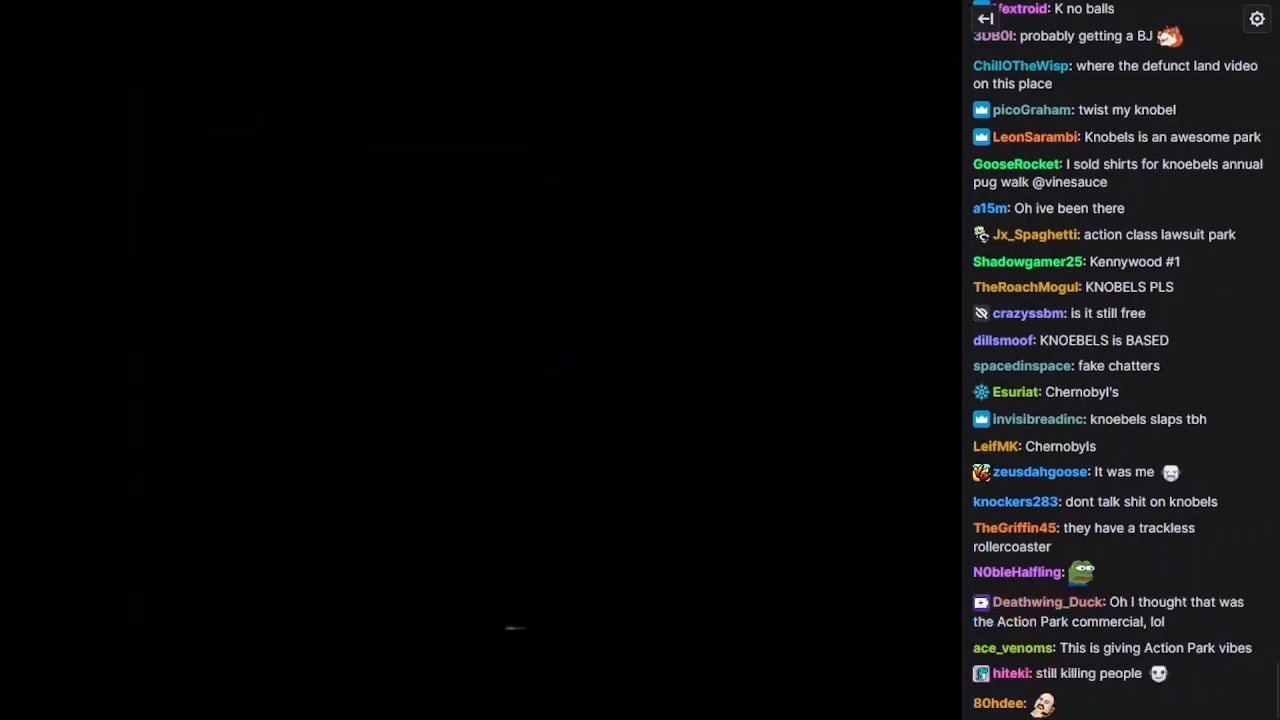 Vextroid: K no balls
3DB0I: probably getting a BJ
ChillOTheWisp: where the defunct land video
on this place
picoGraham: twist my knobel
LeonSarambi: Knobels is an awesome park
GooseRocket: I sold shirts for knoebels annual
pug walk @vinesauce
a15m: Oh ive been there
Jx_Spaghetti: action class lawsuit park
Shadowgamer25: Kennywood #1
TheRoachMogul: KNOBELS PLS
crazyssbm: is it still free
dillsmoof: KNOEBELS is BASED
spacedinspace: fake chatters
Esuriat: Chernobyl's
invisibreadinc: knoebels slaps tbh
LeifMK: Chernobyls
zeusdahgoose: It was me
knockers283: dont talk shit on knobels
TheGriffin45: they have a trackless
rollercoaster
N0bleHalfling:
Deathwing_Duck: Oh I thought that was
the Action Park commercial, lol
ace_venoms: This is giving Action Park vibes
hiteki: still killing people
80hdee: